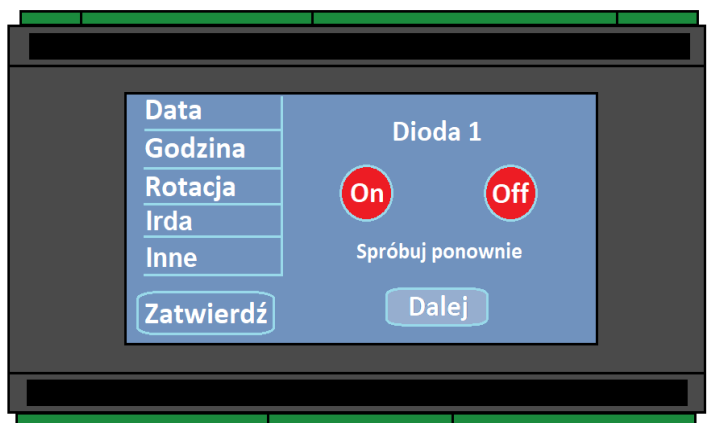 Data
Godzina
Rotacja
Irda
Inne
Zatwierdź
Dioda 1
On
Off
Spróbuj ponownie
Dalej